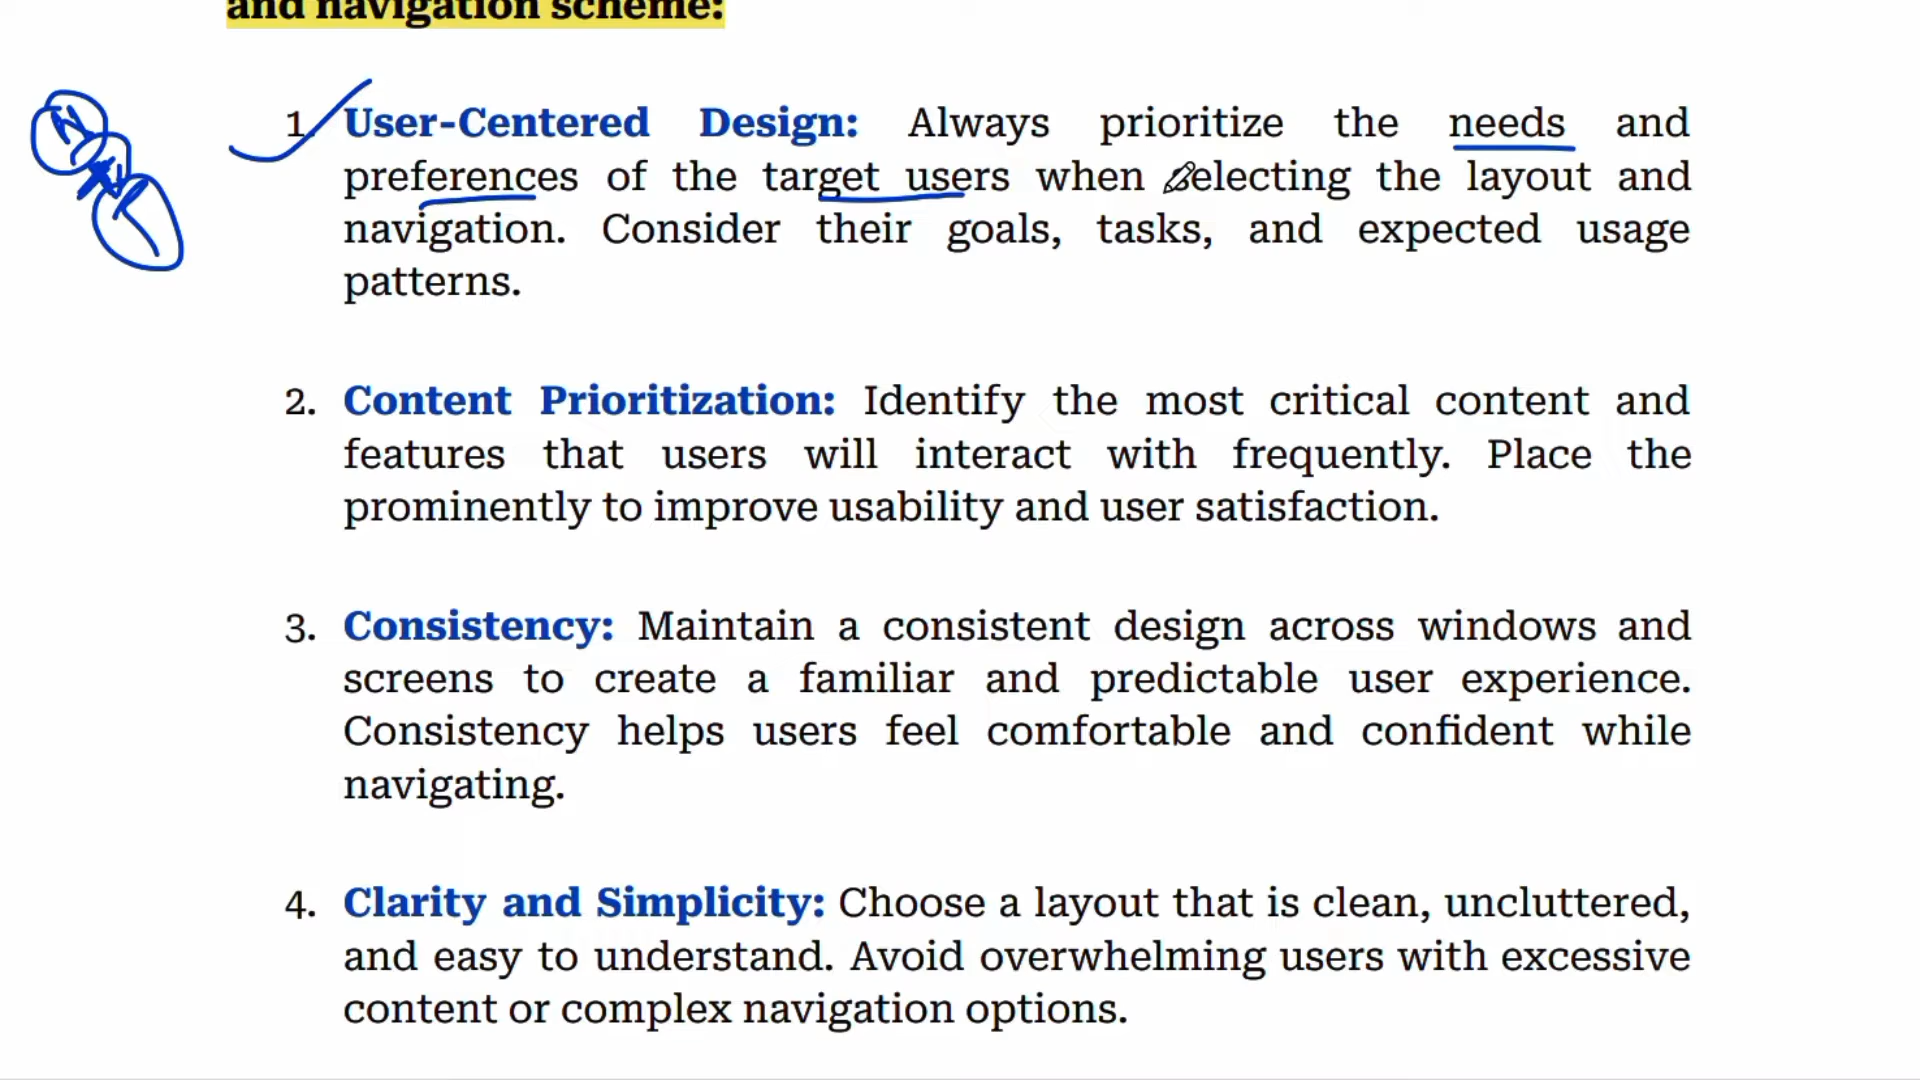 and navigation scheme:
1. User-Centered Design: Always prioritize the needs and
preferences of the target users when selecting the layout and
navigation. Consider their goals, tasks, and expected usage
patterns.
2. Content Prioritization: Identify the most critical content and
features that users will interact with frequently. Place the
prominently to improve usability and user satisfaction.
3. Consistency: Maintain a consistent design across windows and
screens to create a familiar and predictable user experience.
Consistency helps users feel comfortable and confident while
navigating.
4. Clarity and Simplicity: Choose a layout that is clean, uncluttered,
and easy to understand. Avoid overwhelming users with excessive
content or complex navigation options.